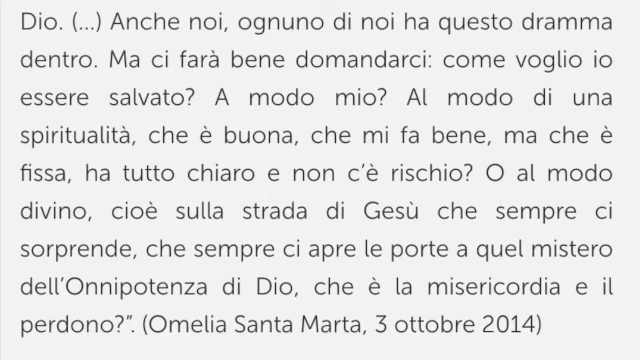 Dio. (...) Anche noi, ognuno di noi ha questo dramma
dentro. Ma ci farà bene domandarci: come voglio io
essere salvato? A modo mio? Al modo di una
spiritualità, che è buona, che mi fa bene, ma che è
fissa, ha tutto chiaro e non c’è rischio? O al modo
divino, cioè sulla strada di Gesù che sempre ci
sorprende, che sempre ci apre le porte a quel mistero
dell’Onnipotenza di Dio, che è la misericordia e il
perdono?”. (Omelia Santa Marta, 3 ottobre 2014)